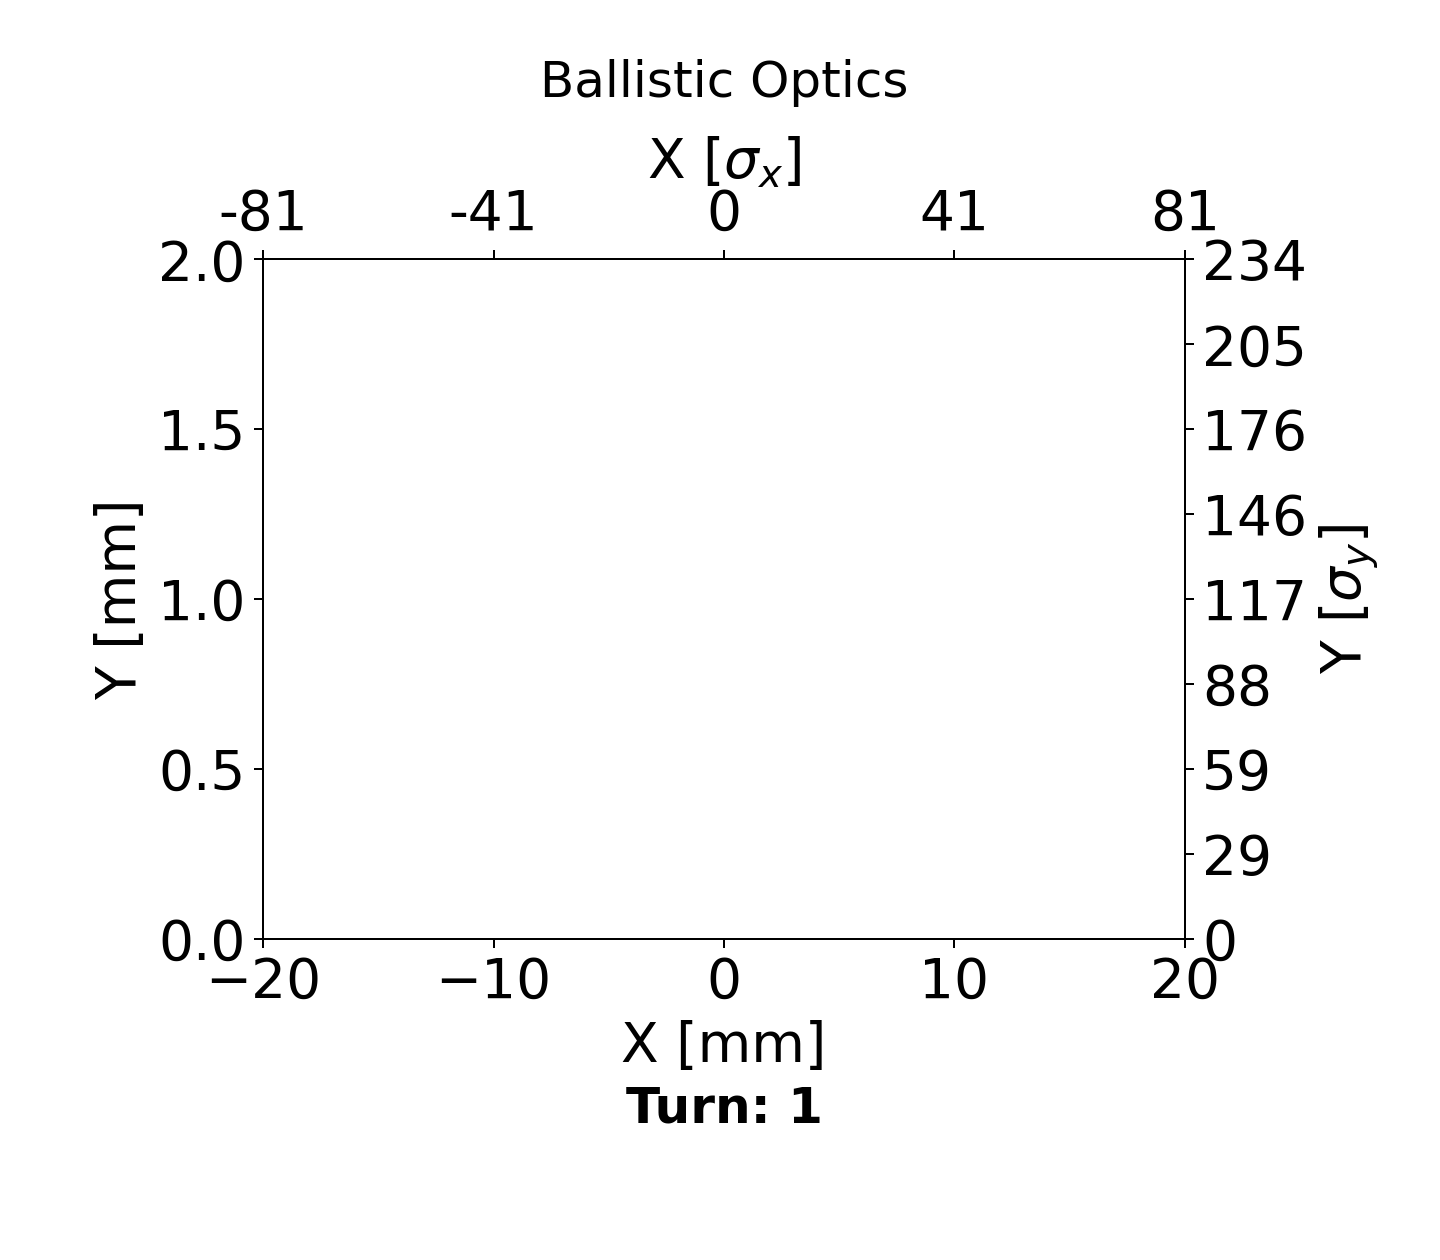 Ballistic Optics
X [σx]
-81 -41 0 41 81
2.0 234
205
1.5 176
146
Y [mm] 1.0 117 Y [σy]
88
0.5 59
29
0.0 0
−20 −10 0 10 20
X [mm]
Turn: 1